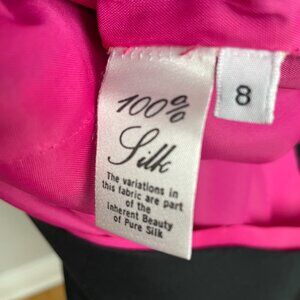 100%
Silk
The variations in
this fabric are part
of the
Inherent Beauty
of Pure Silk
8